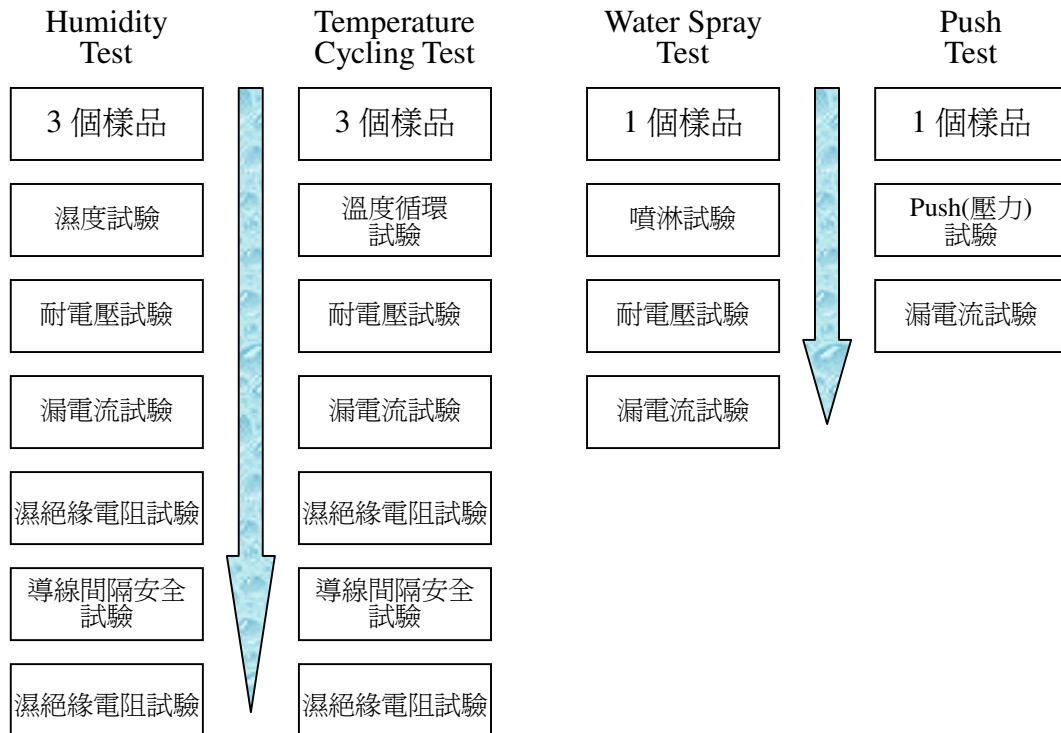 Humidity
Test
3 個樣品
濕度試驗
耐電壓試驗
漏電流試驗
濕絕緣電阻試驗
導線間隔安全
試驗
濕絕緣電阻試驗
Temperature
Cycling Test
3 個樣品
溫度循環
試驗
耐電壓試驗
漏電流試驗
濕絕緣電阻試驗
導線間隔安全
試驗
濕絕緣電阻試驗
Water Spray
Test
1 個樣品
噴淋試驗
耐電壓試驗
漏電流試驗
Push
Test
1 個樣品
Push(壓力)
試驗
漏電流試驗